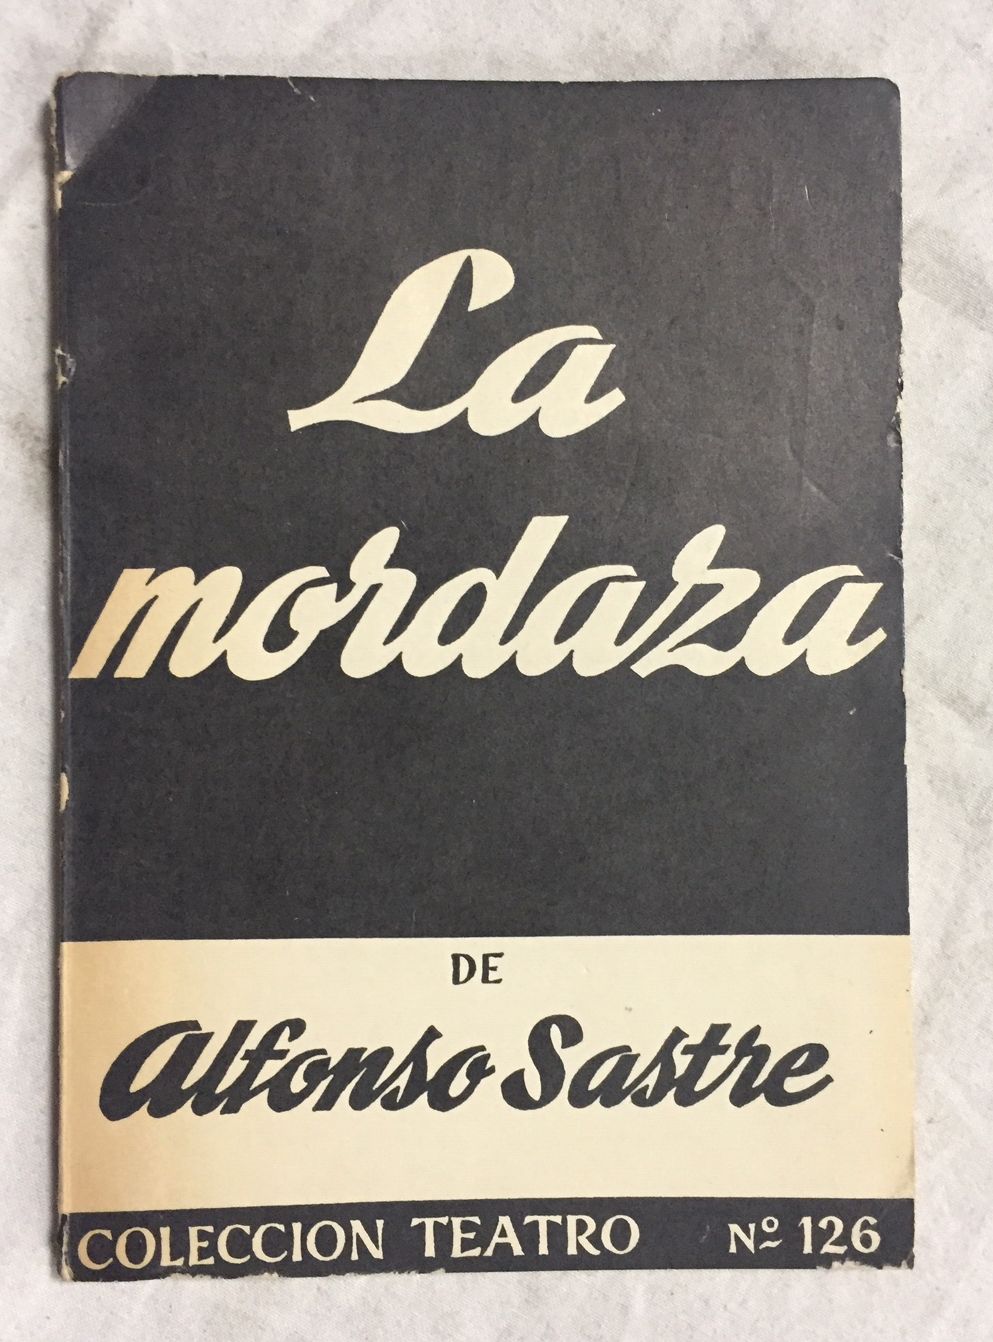 La
mordaza
DE
Alfonso Sastre
COLECCION TEATRO Nº 126